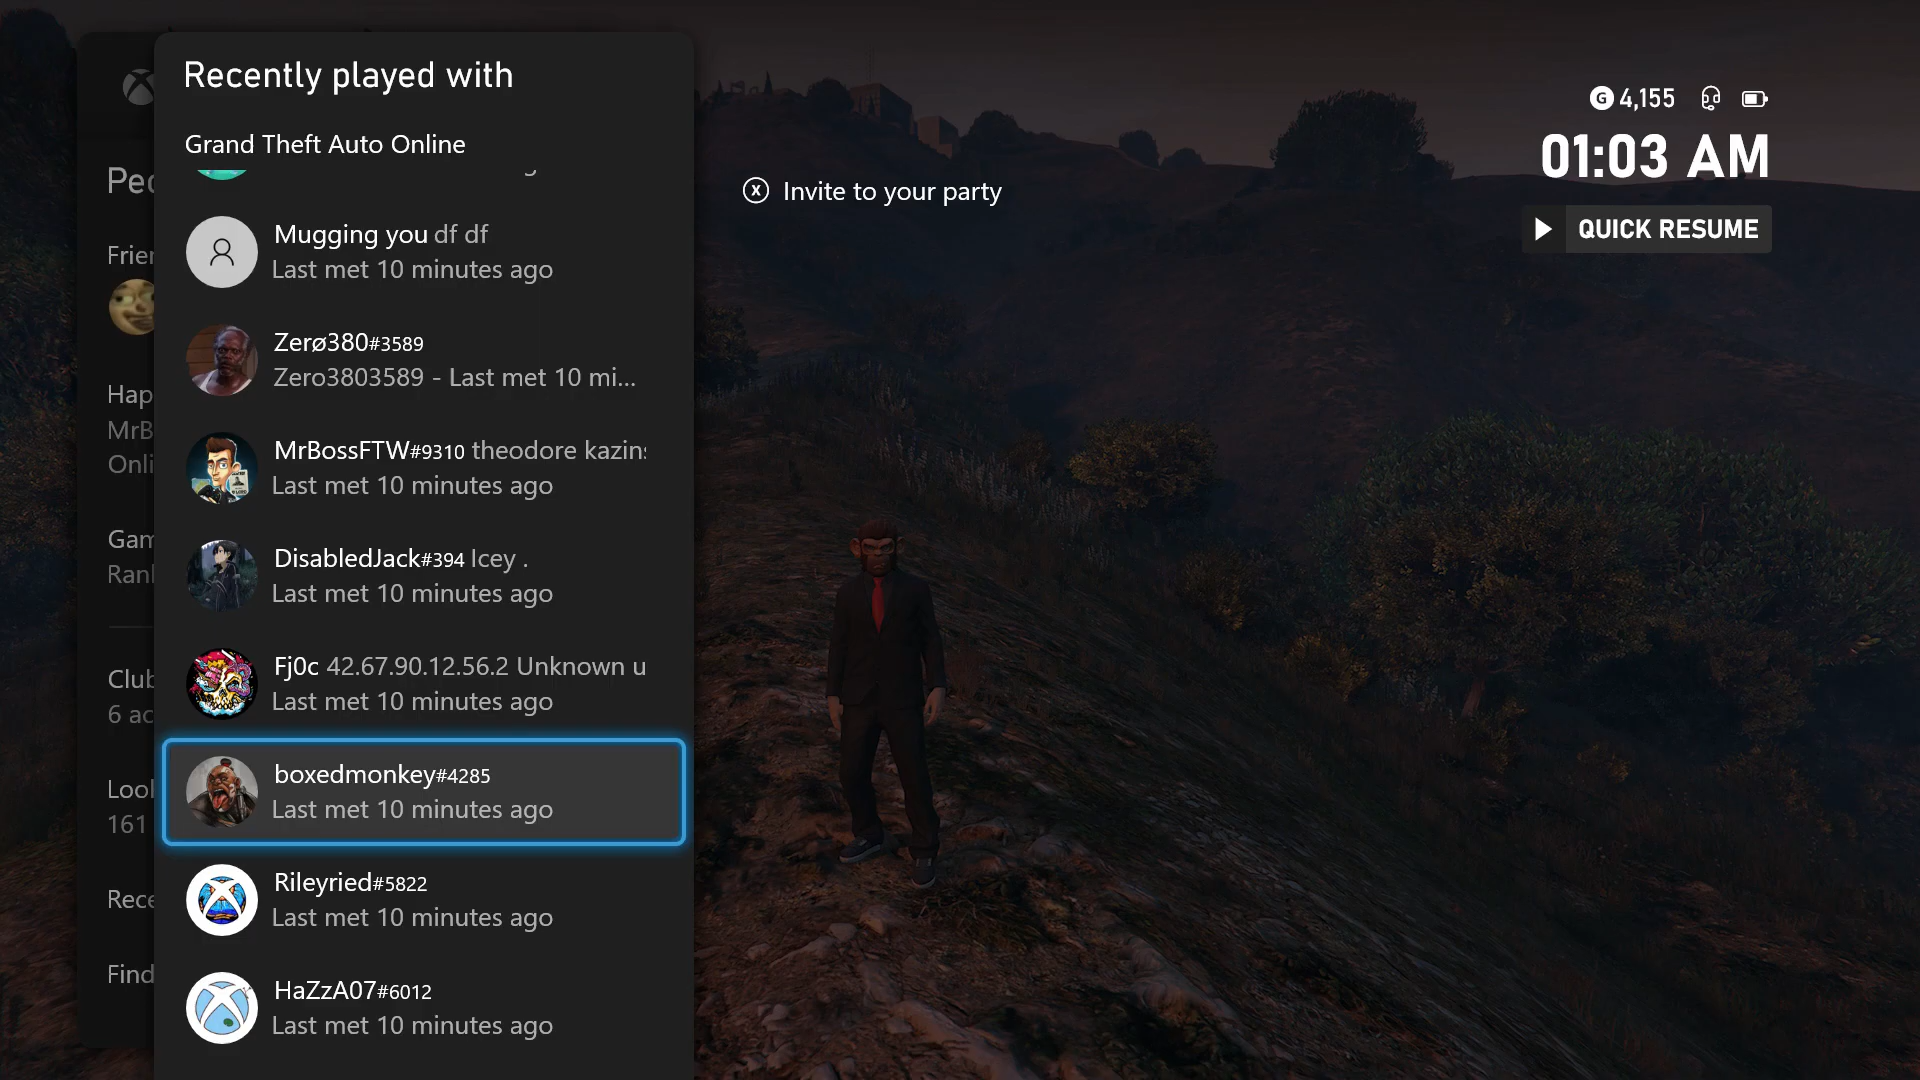 Recently played with
Grand Theft Auto Online
Mugging you df df
Last met 10 minutes ago
Zerø380#3589
Zero3803589 - Last met 10 mi...
MrBossFTW#9310 theodore kazin
Last met 10 minutes ago
DisabledJack#394 Icey .
Last met 10 minutes ago
Fj0c 42.67.90.12.56.2 Unknown u
Last met 10 minutes ago
boxedmonkey#4285
Last met 10 minutes ago
Rileyried#5822
Last met 10 minutes ago
HaZzA07#6012
Last met 10 minutes ago
Peo
Frien
Hap
MrB
Onli
Gam
Rank
Club
6 ac
Look
161
Rece
Find
X Invite to your party
G 4,155
01:03 AM
QUICK RESUME